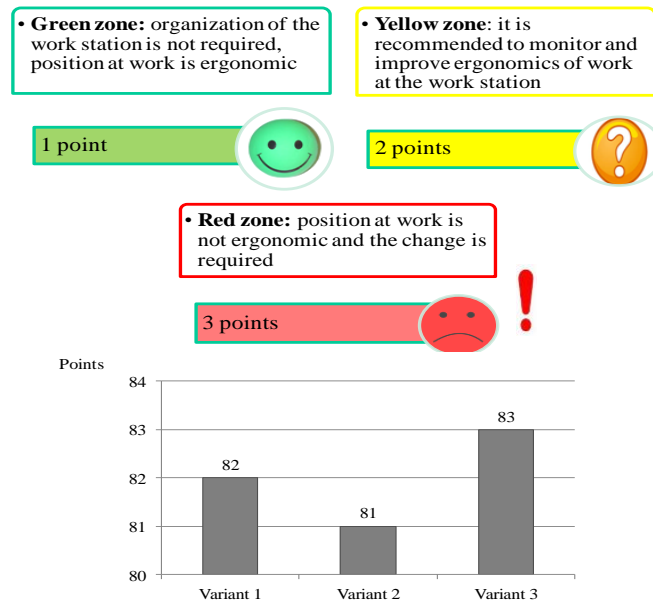 • Green zone: organization of the
work station is not required,
position at work is ergonomic
• Yellow zone: it is
recommended to monitor and
improve ergonomics of work
at the work station
1 point
2 points
?
• Red zone: position at work is
not ergonomic and the change is
required
!
3 points
Points
84
83
82
81
80
82
81
83
Variant 1
Variant 2
Variant 3